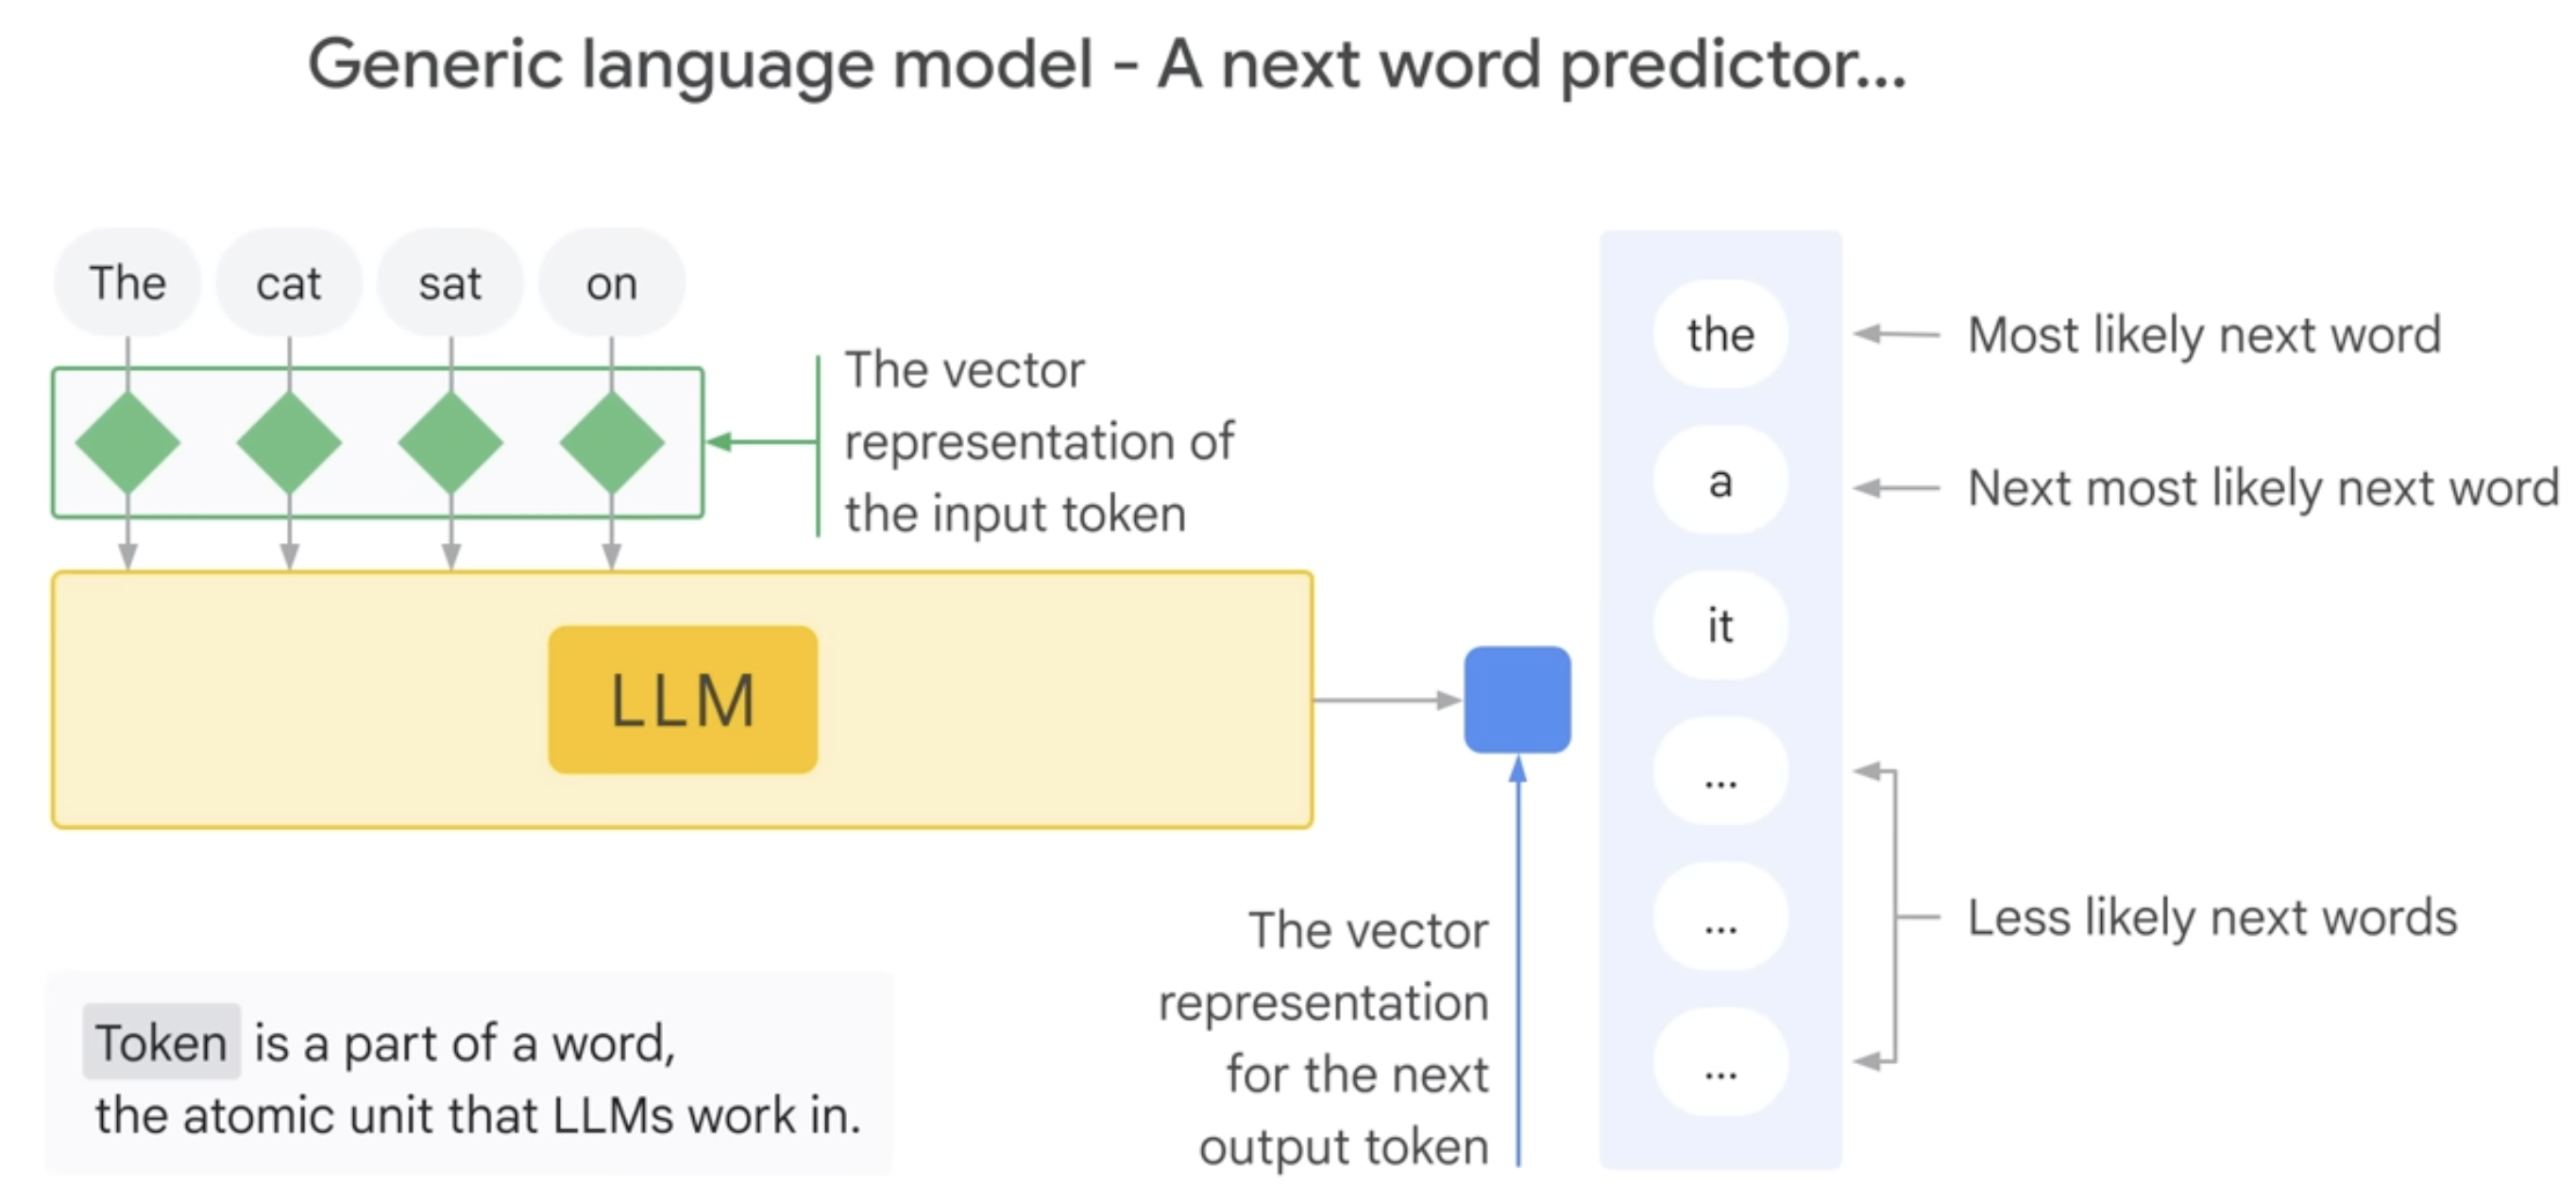 Generic language model - A next word predictor...
The cat sat on
The vector
representation of
the input token
LLM
the
a
it
...
...
...
Most likely next word
Next most likely next word
Less likely next words
The vector
representation
for the next
output token
Token is a part of a word,
the atomic unit that LLMs work in.